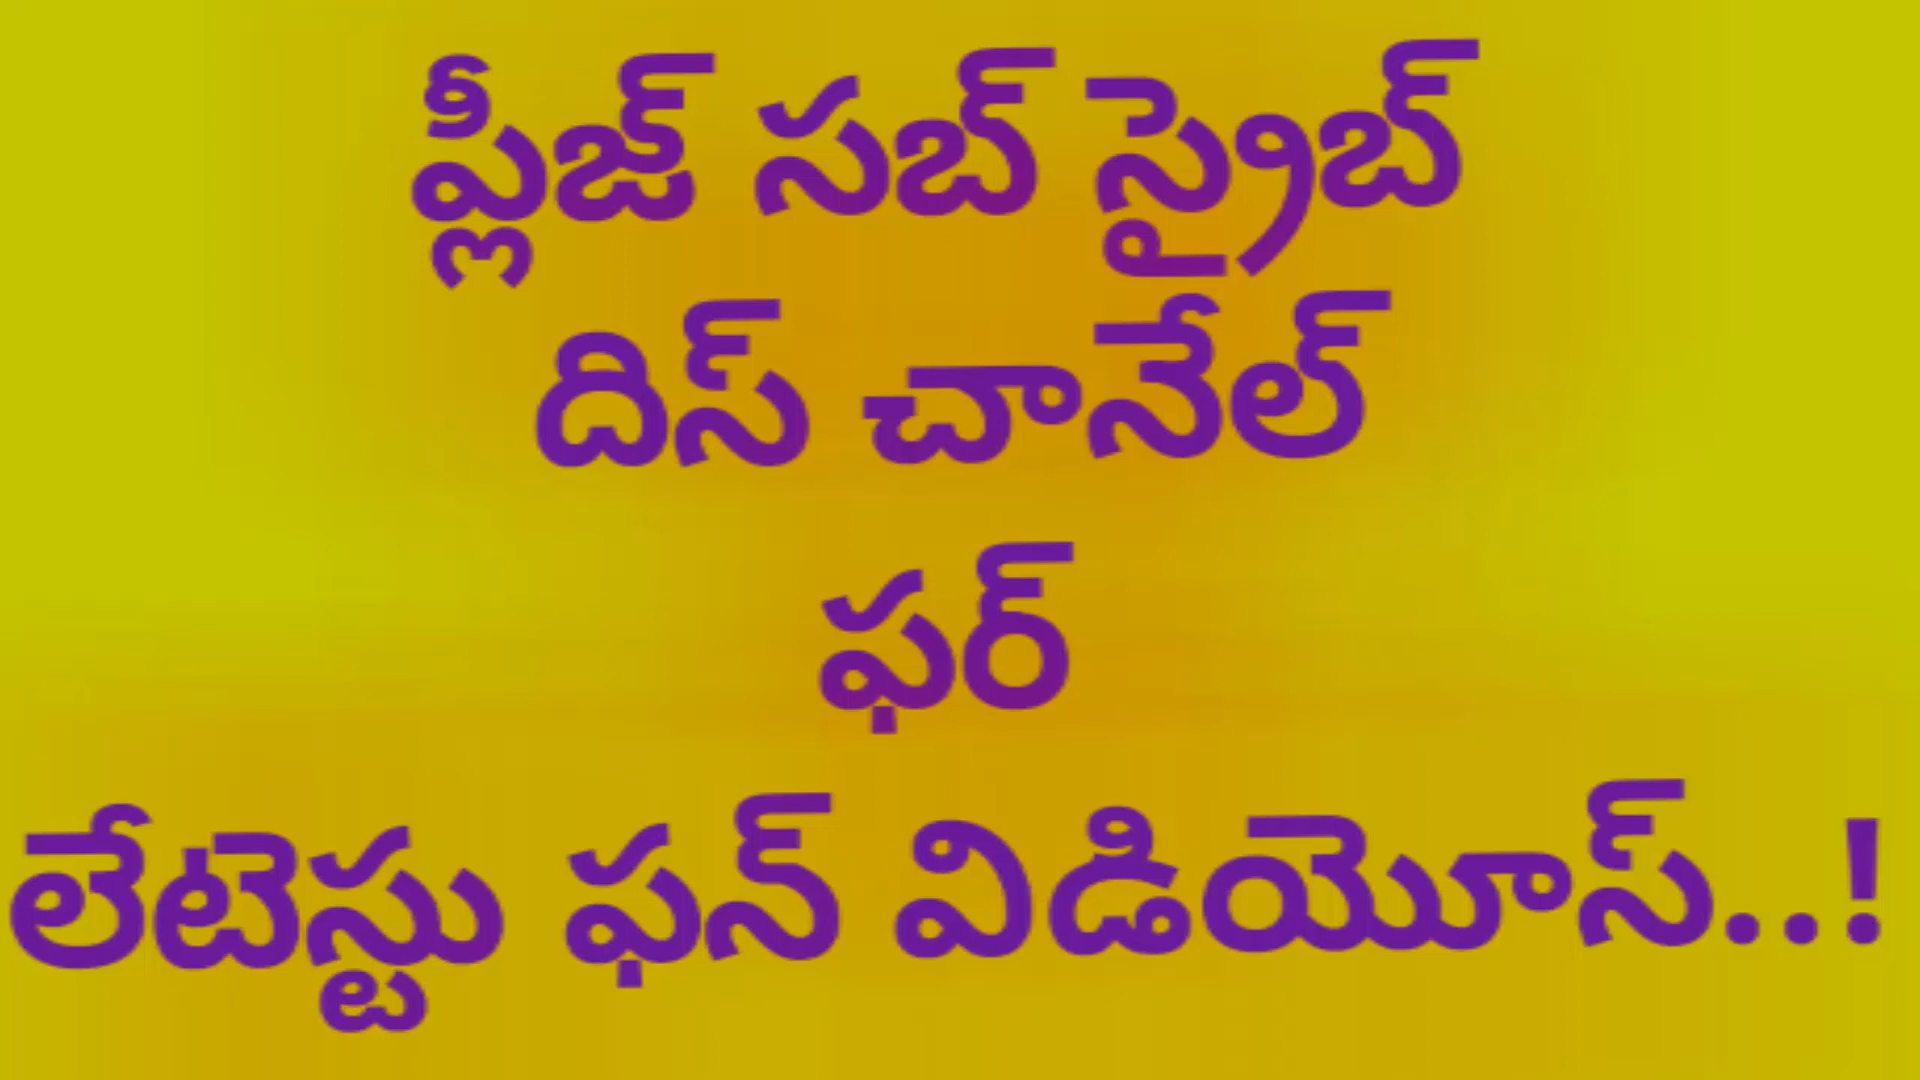 ప్లీజ్ సబ్ స్క్రైబ్
దిస్ చానేల్
ఫర్
లేటెస్టు ఫన్ విడియోస్..!